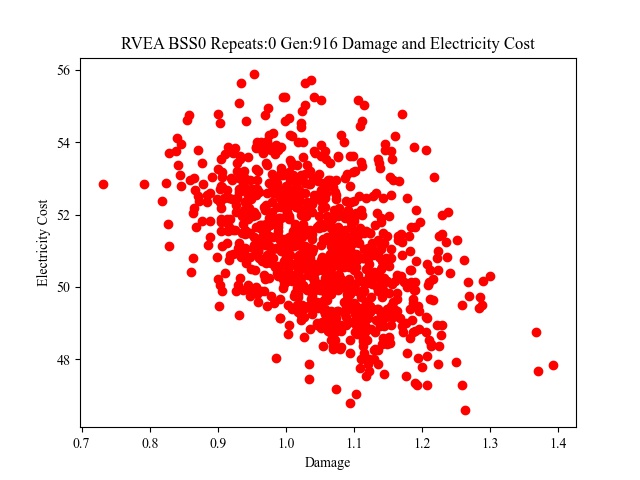 RVEA BSS0 Repeats:0 Gen:916 Damage and Electricity Cost
56
54
52
50
48
Electricity Cost
0.7 0.8 0.9 1.0 1.1 1.2 1.3 1.4
Damage